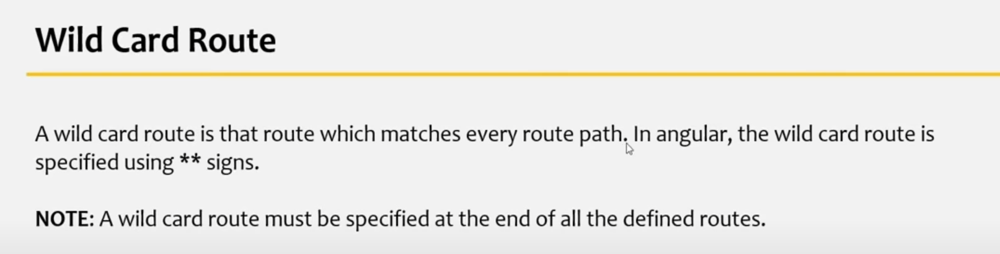 Wild Card Route
A wild card route is that route which matches every route path. In angular, the wild card route is
specified using ** signs.
NOTE: A wild card route must be specified at the end of all the defined routes.